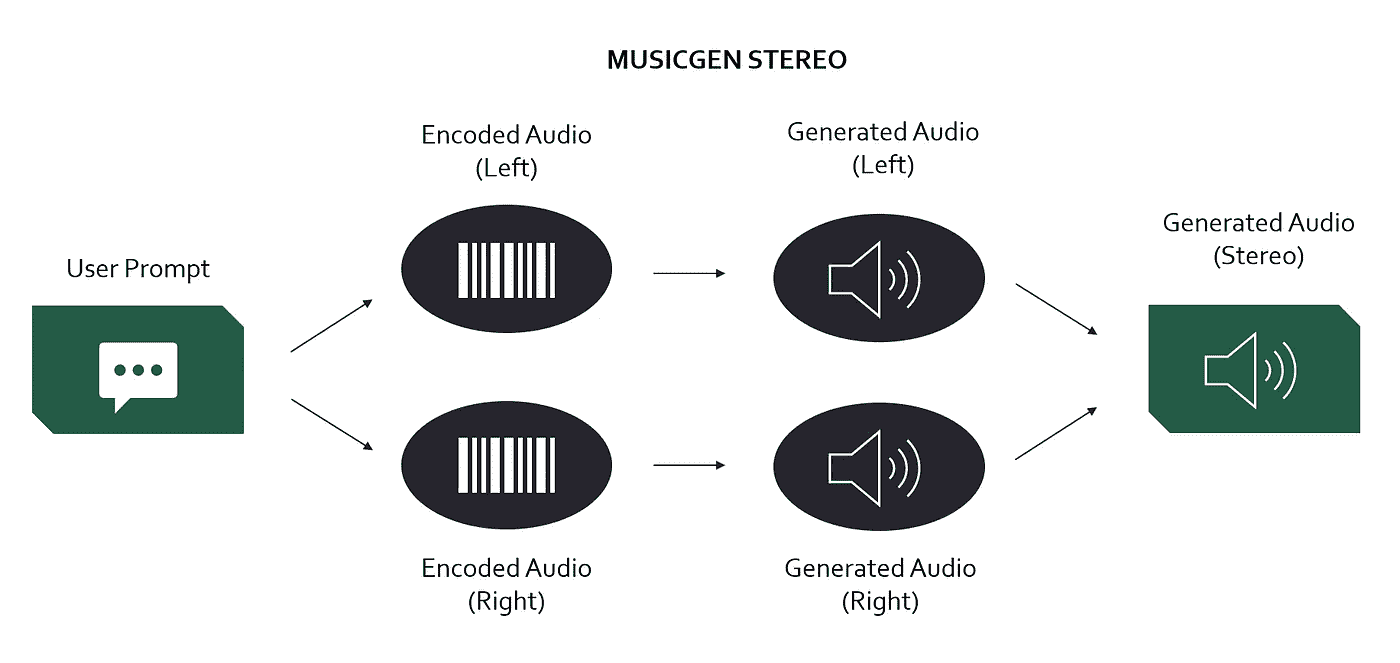 MUSICGEN STEREO
Encoded Audio
(Left)
Generated Audio
(Left)
Generated Audio
(Stereo)
User Prompt
Encoded Audio
(Right)
Generated Audio
(Right)